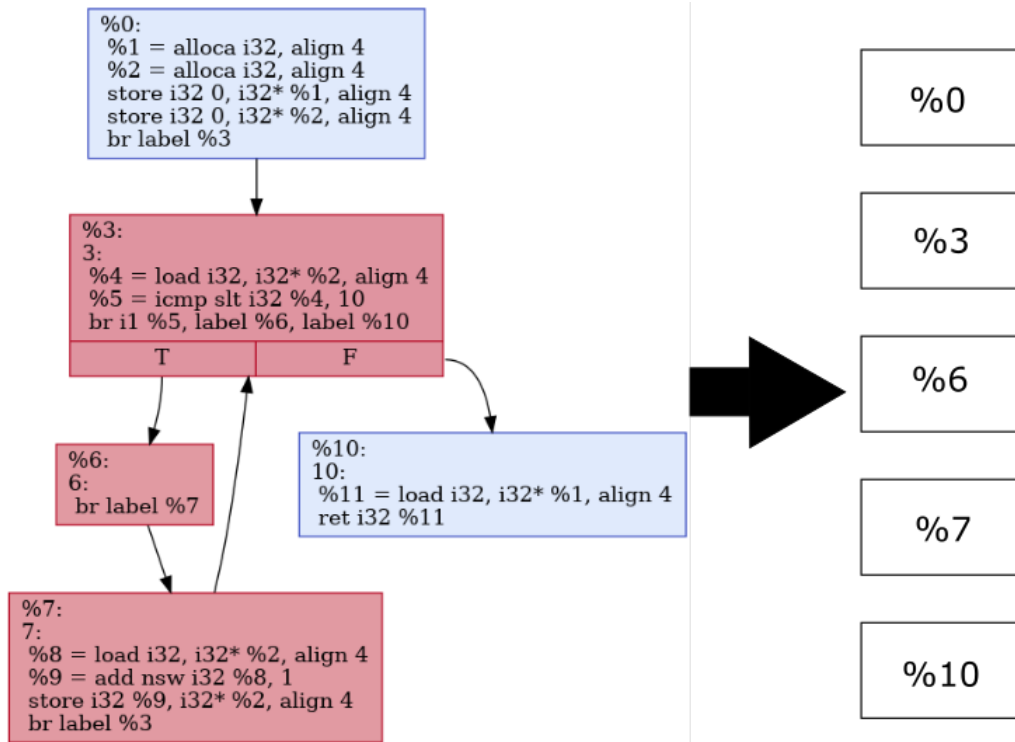 %0:
%1 = alloca i32, align 4
%2 = alloca i32, align 4
store i32 0, i32* %1, align 4
store i32 0, i32* %2, align 4
br label %3
%3:
3:
%4 = load i32, i32* %2, align 4
%5 = icmp slt i32 %4, 10
br i1 %5, label %6, label %10
T
F
%6:
6:
br label %7
%10:
10:
%11 = load i32, i32* %1, align 4
ret i32 %11
%7:
7:
%8 = load i32, i32* %2, align 4
%9 = add nsw i32 %8, 1
store i32 %9, i32* %2, align 4
br label %3
%0
%3
%6
%7
%10